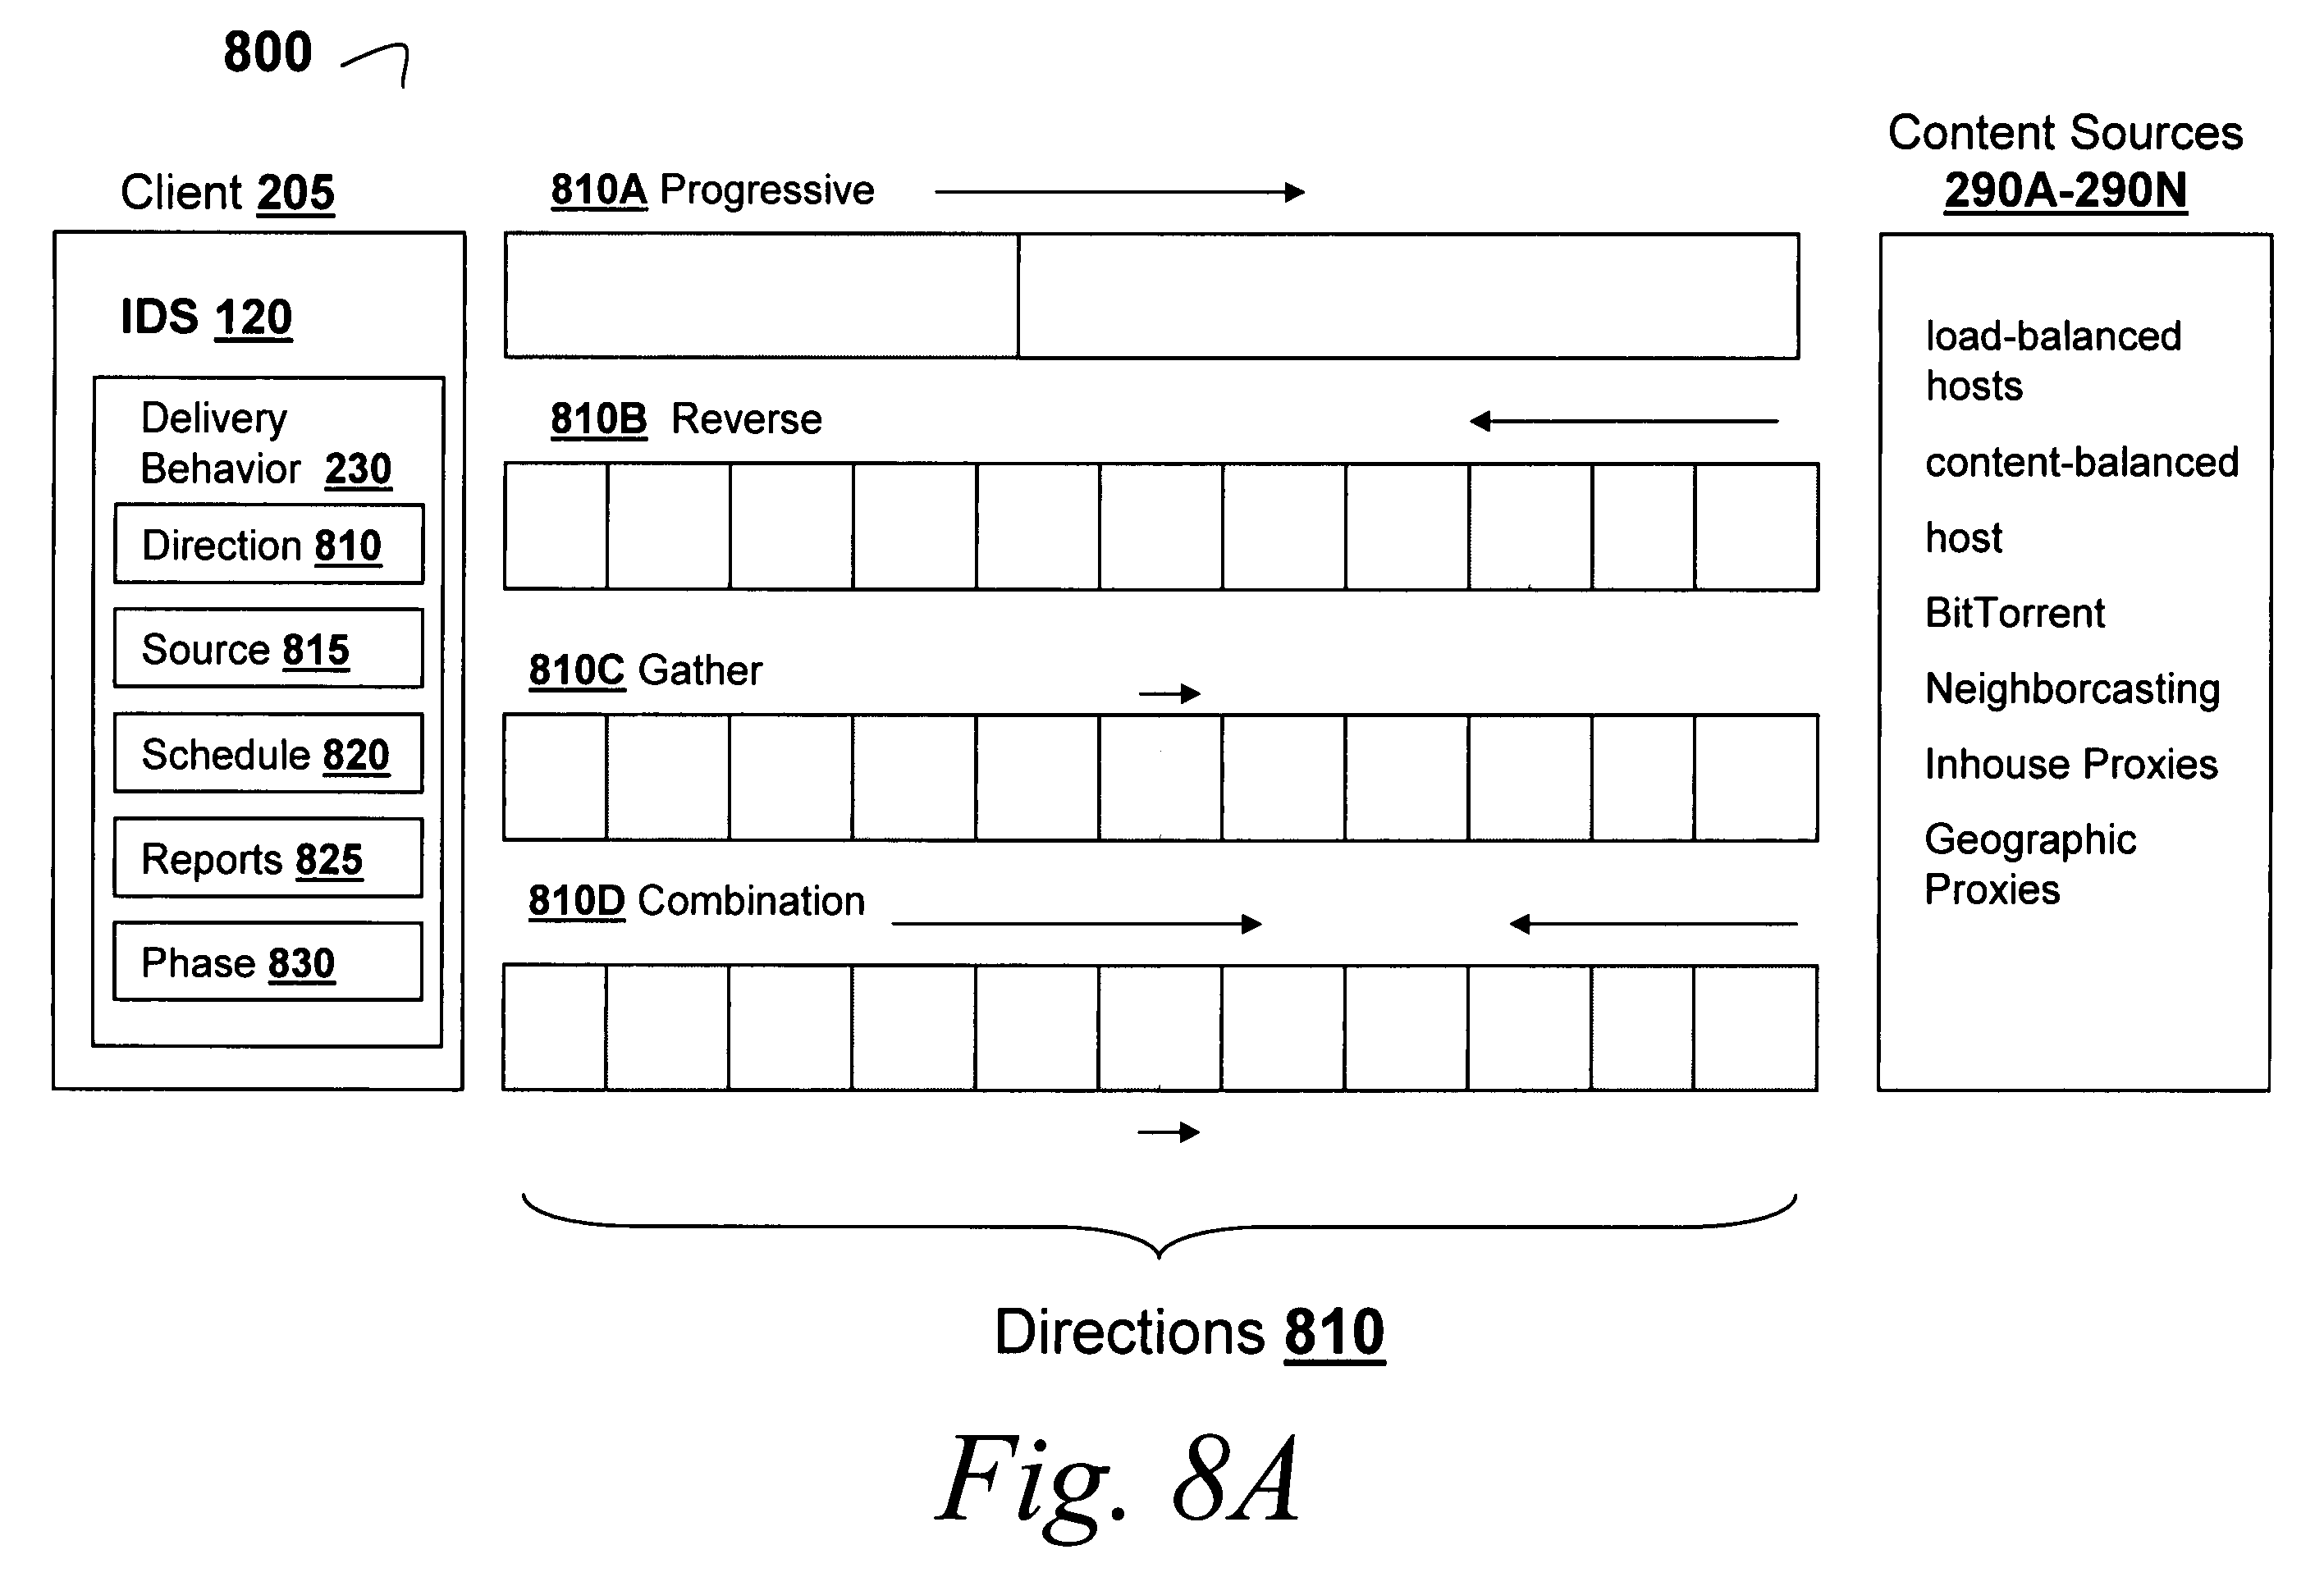 800
Client 205
IDS 120
Delivery
Behavior 230
Direction 810
Source 815
Schedule 820
Reports 825
Phase 830
810A Progressive
810B Reverse
810C Gather
810D Combination
Content Sources
290A-290N
load-balanced
hosts
content-balanced
host
BitTorrent
Neighborcasting
Inhouse Proxies
Geographic
Proxies
Directions 810
Fig. 8A